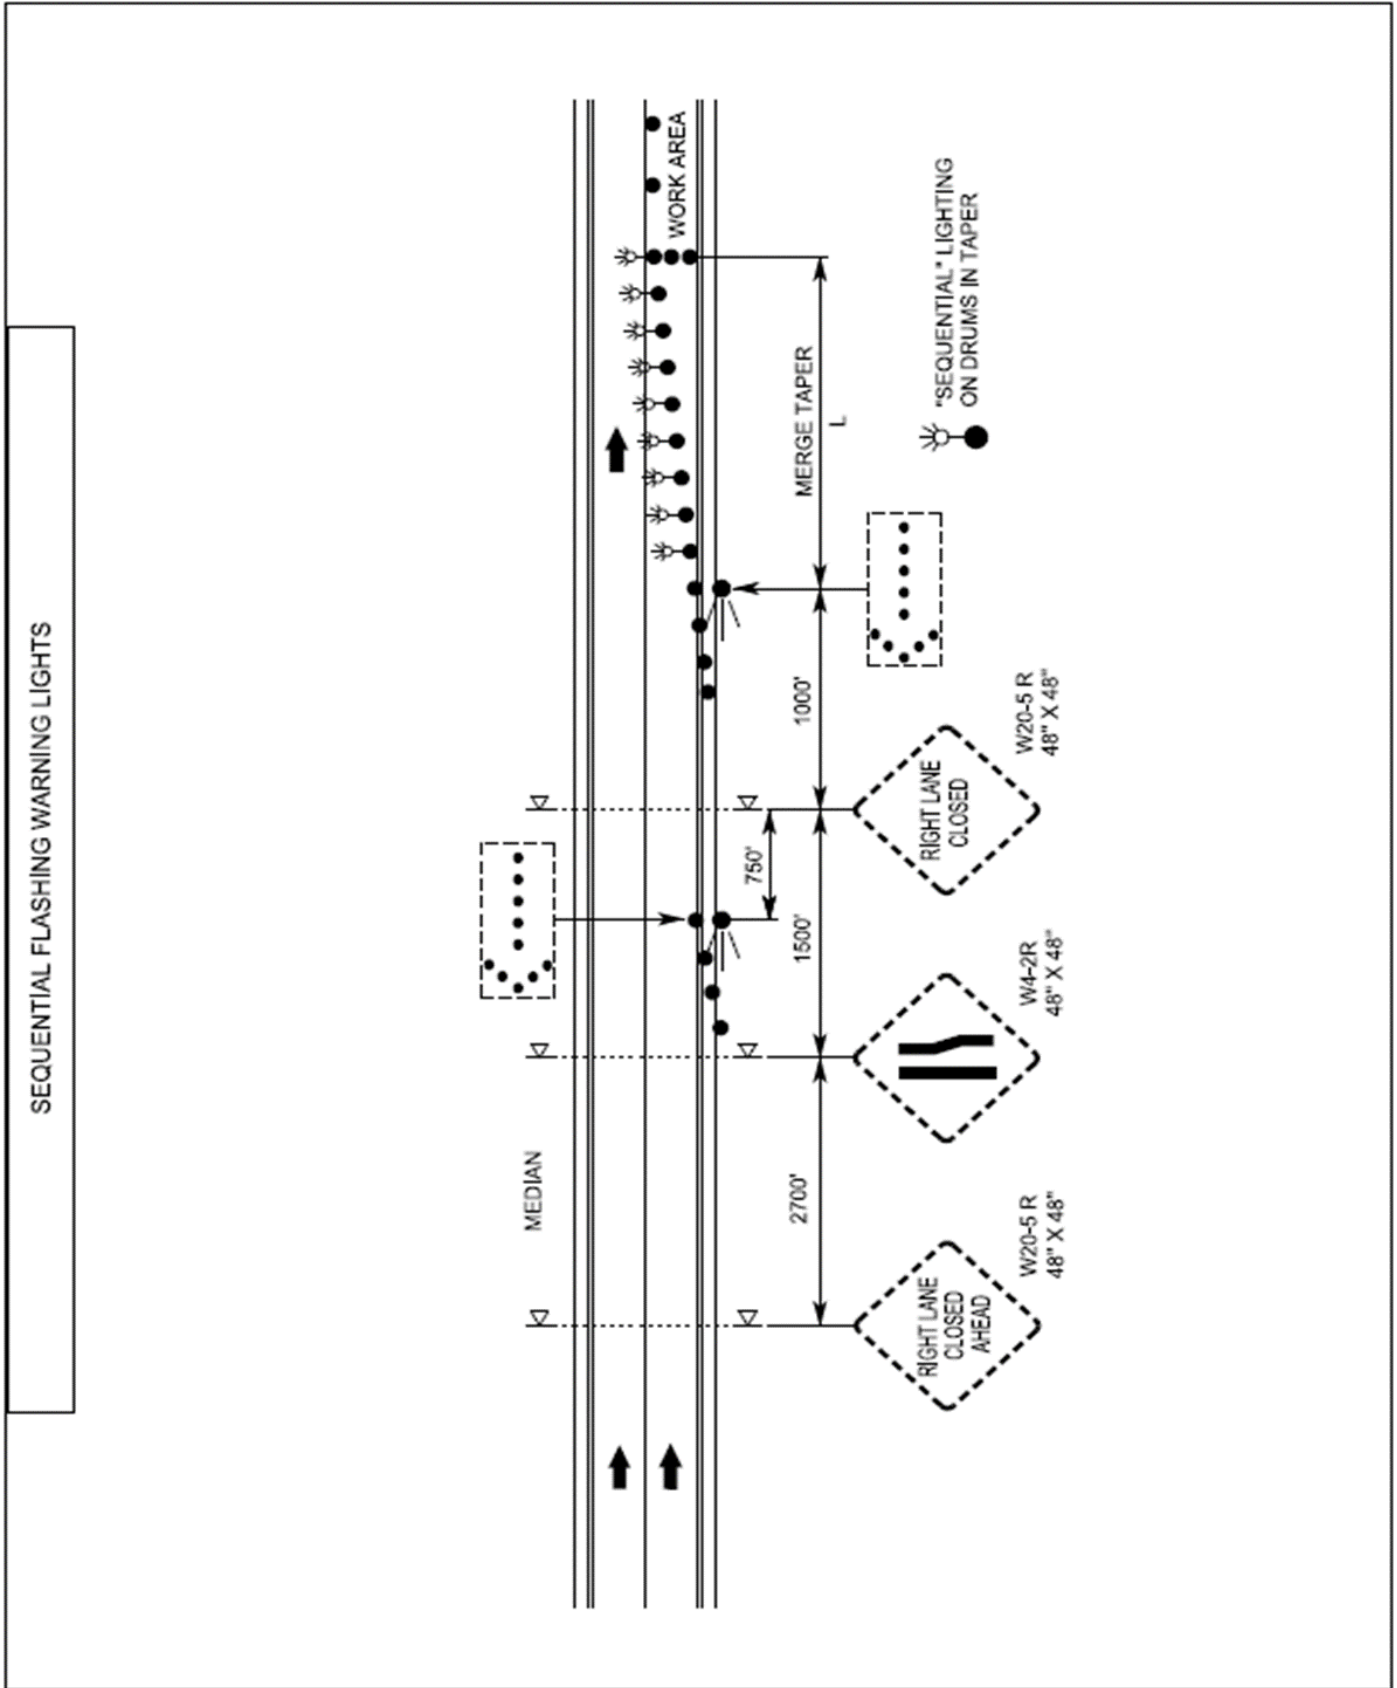 SEQUENTIAL FLASHING WARNING LIGHTS
MEDIAN
WORK AREA
MERGE TAPER
L
1000'
750'
1500'
2700'
"SEQUENTIAL" LIGHTING
ON DRUMS IN TAPER
RIGHT LANE
CLOSED
AHEAD
W20-5 R
48" X 48"
W4-2R
48" X 48"
RIGHT LANE
CLOSED
W20-5 R
48" X 48"